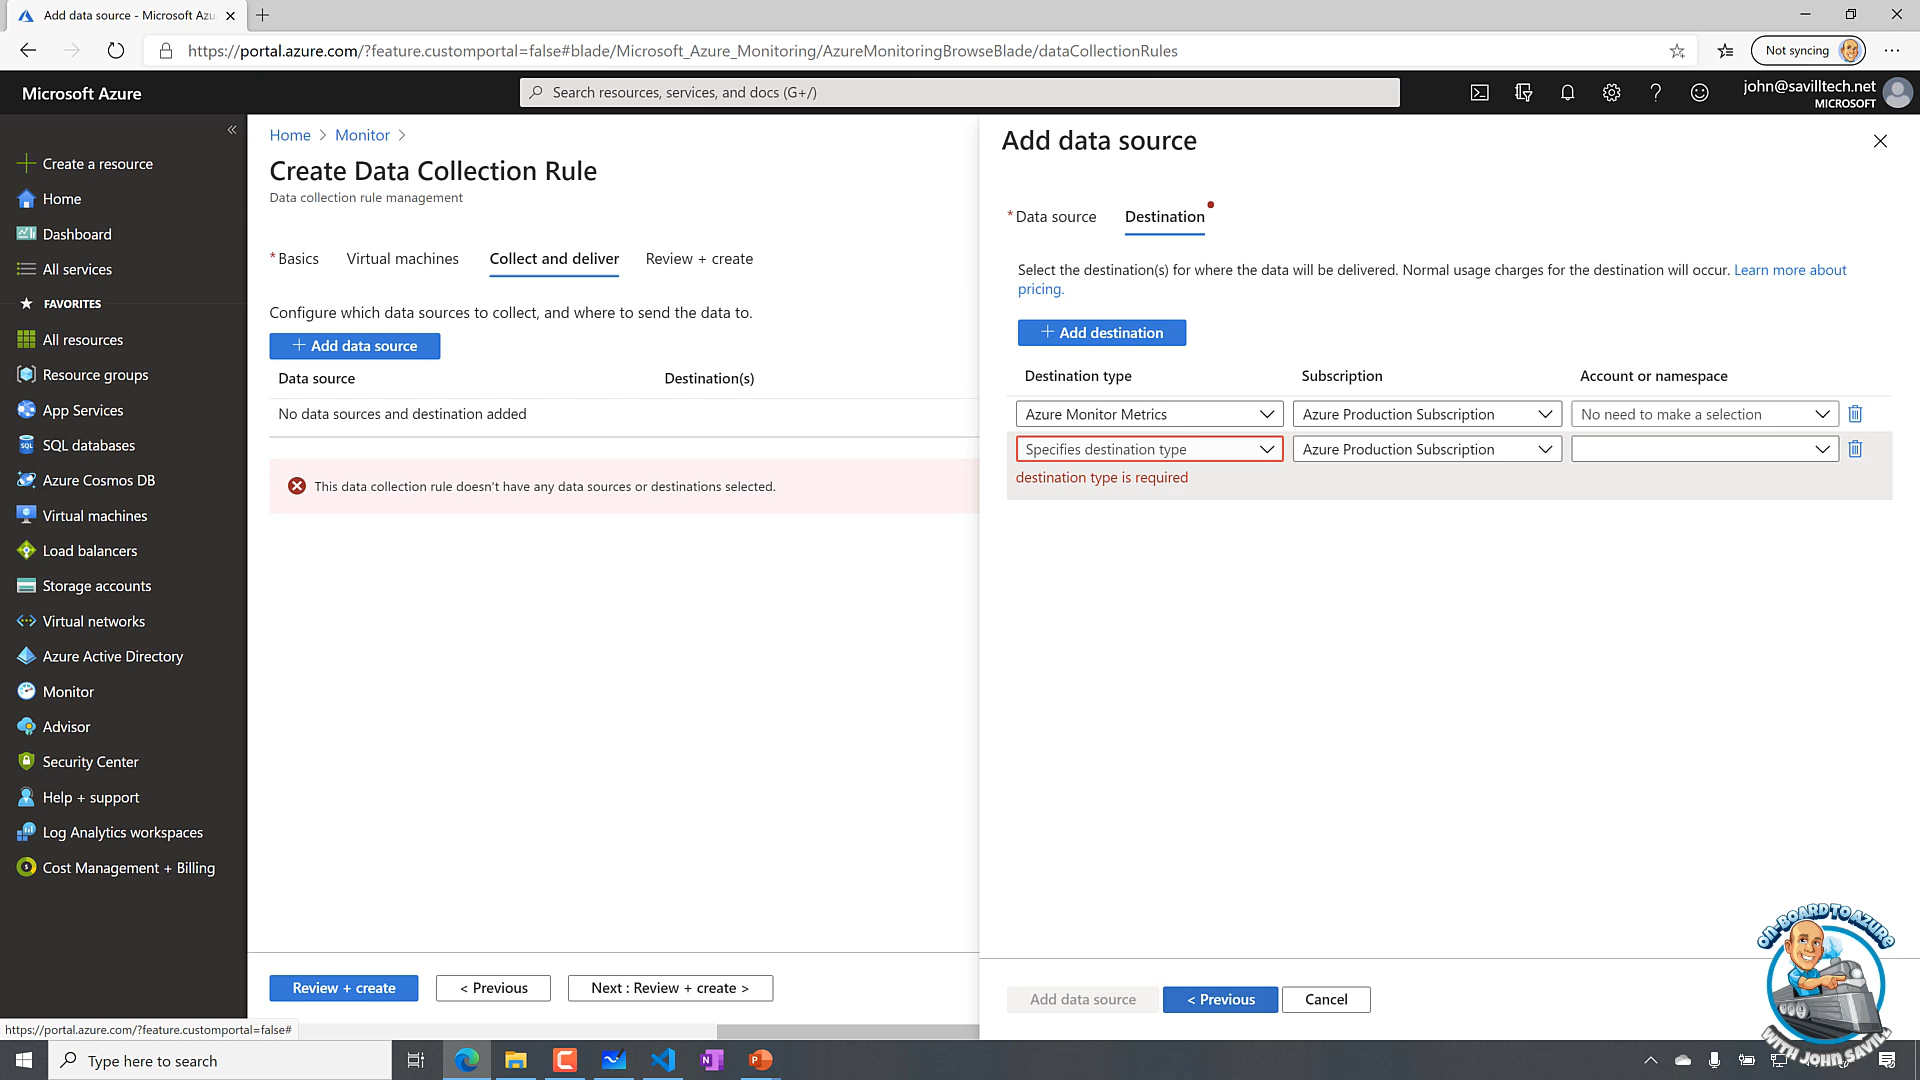 Add data source - Microsoft Azu
https://portal.azure.com/?feature.customportal=false#blade/Microsoft_Azure_Monitoring/AzureMonitoringBrowseBlade/dataCollectionRules
Not syncing
Microsoft Azure
Search resources, services, and docs (G+/)
john@savilltech.net
MICROSOFT
Create a resource
Home
Dashboard
All services
FAVORITES
All resources
Resource groups
App Services
SQL databases
Azure Cosmos DB
Virtual machines
Load balancers
Storage accounts
Virtual networks
Azure Active Directory
Monitor
Advisor
Security Center
Help + support
Log Analytics workspaces
Cost Management + Billing
Home > Monitor >
Create Data Collection Rule
Data collection rule management
* Basics Virtual machines Collect and deliver Review + create
Configure which data sources to collect, and where to send the data to.
+ Add data source
Data source Destination(s)
No data sources and destination added
This data collection rule doesn't have any data sources or destinations selected.
Review + create < Previous Next : Review + create >
Add data source
* Data source Destination
Select the destination(s) for where the data will be delivered. Normal usage charges for the destination will occur. Learn more about
pricing.
+ Add destination
Destination type Subscription Account or namespace
Azure Monitor Metrics Azure Production Subscription No need to make a selection
Specifies destination type Azure Production Subscription
destination type is required
Add data source < Previous Cancel
ON-BOARD TO AZURE
WITH JOHN SAVILL
https://portal.azure.com/?feature.customportal=false#
Type here to search